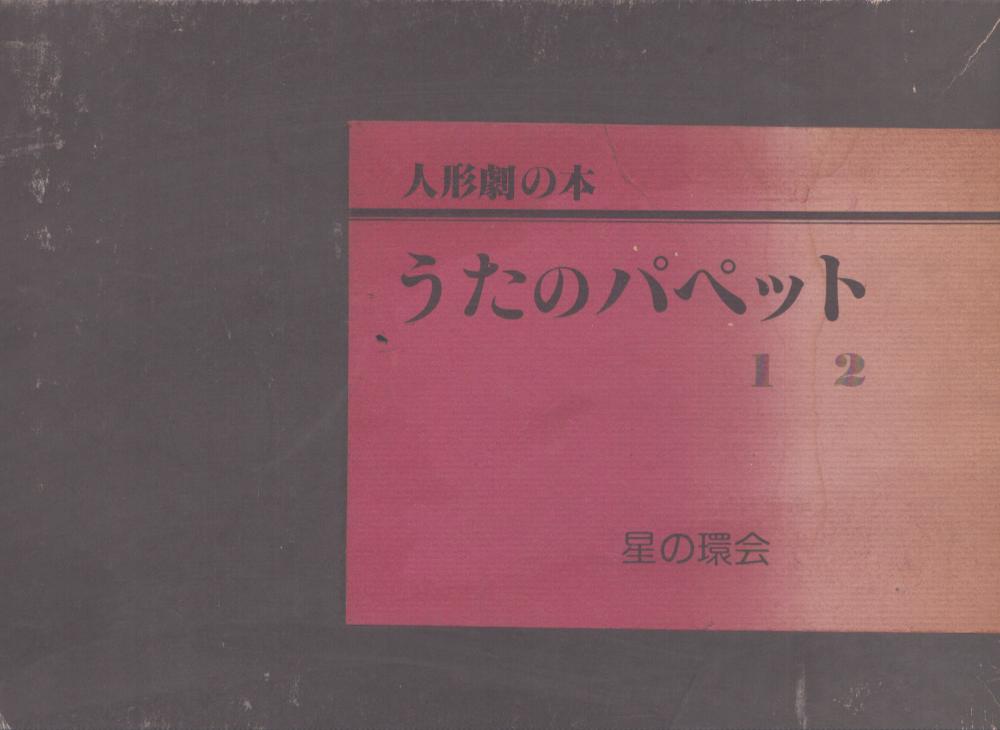 人形劇の本
うたのパペット
1 2
星の環会